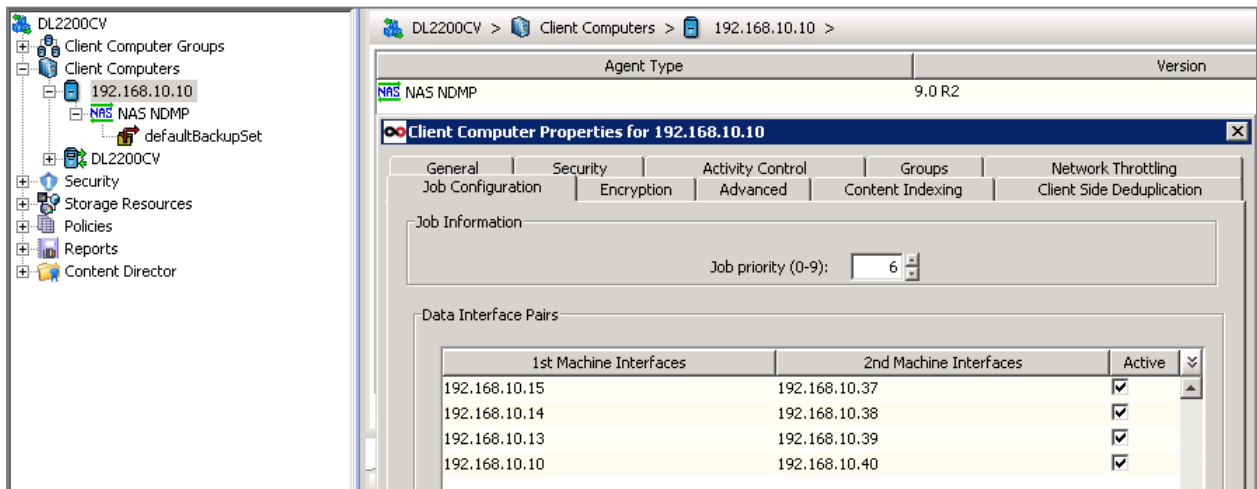 DL2200CV
Client Computer Groups
Client Computers
192.168.10.10
NAS NAS NDMP
defaultBackupSet
DL2200CV
Security
Storage Resources
Policies
Reports
Content Director
DL2200CV > Client Computers > 192.168.10.10 >
Agent Type Version
NAS NAS NDMP 9.0 R2
Client Computer Properties for 192.168.10.10
General Security Activity Control Groups Network Throttling
Job Configuration Encryption Advanced Content Indexing Client Side Deduplication
Job Information
Job priority (0-9): 6
Data Interface Pairs
1st Machine Interfaces 2nd Machine Interfaces Active
192.168.10.15 192.168.10.37
192.168.10.14 192.168.10.38
192.168.10.13 192.168.10.39
192.168.10.10 192.168.10.40